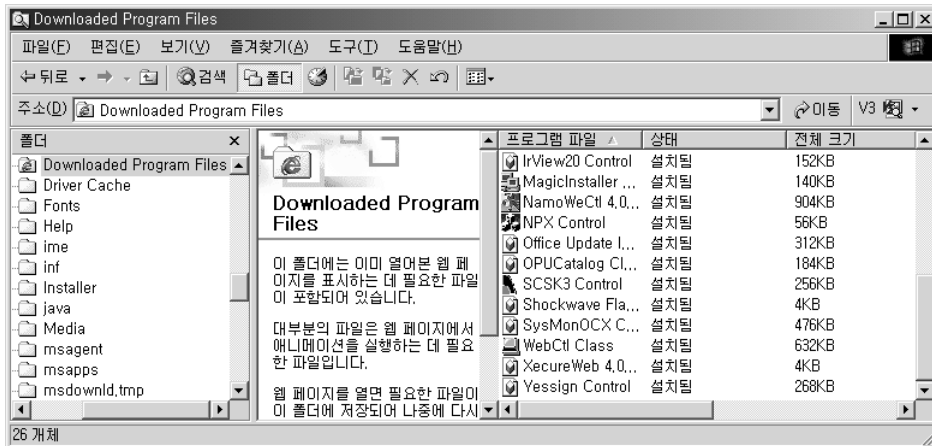 Downloaded Program Files
파일(F) 편집(E) 보기(V) 즐겨찾기(A) 도구(T) 도움말(H)
뒤로 검색 폴더
주소(D) Downloaded Program Files 이동 V3
폴더
Downloaded Program Files
Driver Cache
Fonts
Help
ime
inf
Installer
java
Media
msagent
msapps
msdownld.tmp
Downloaded Program
Files
이 폴더에는 이미 열어본 웹 페
이지를 표시하는 데 필요한 파일
이 포함되어 있습니다.
대부분의 파일은 웹 페이지에서
애니메이션을 실행하는 데 필요
한 파일입니다.
웹 페이지를 열면 필요한 파일이
이 폴더에 저장되어 나중에 다시
프로그램 파일 상태 전체 크기
IrView20 Control 설치됨 152KB
MagicInstaller ... 설치됨 140KB
NamoWeCtl 4,0... 설치됨 904KB
NPX Control 설치됨 56KB
Office Update I... 설치됨 312KB
OPUCatalog Cl... 설치됨 184KB
SCSK3 Control 설치됨 256KB
Shockwave Fla... 설치됨 4KB
SysMonOCX C... 설치됨 476KB
WebCtl Class 설치됨 632KB
XecureWeb 4,0... 설치됨 4KB
Yessign Control 설치됨 268KB
26 개체